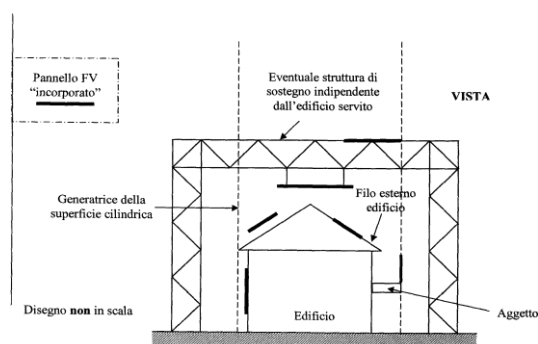 Pannello FV
“incorporato”
Eventuale struttura di
sostegno indipendente
dall'edificio servito
VISTA
Generatrice della
superficie cilindrica
Filo esterno
edificio
Disegno non in scala
Edificio
Aggetto